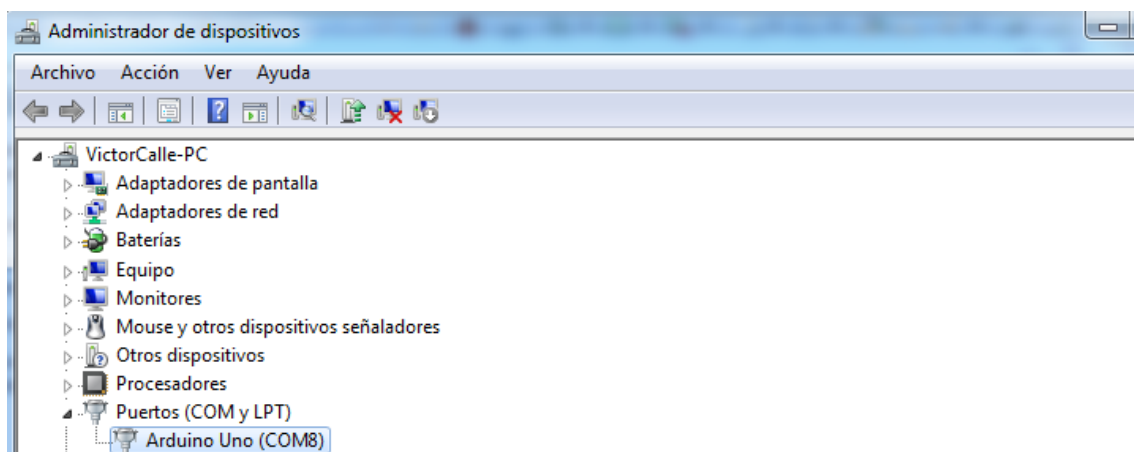 Administrador de dispositivos
Archivo Acción Ver Ayuda
VictorCalle-PC
Adaptadores de pantalla
Adaptadores de red
Baterías
Equipo
Monitores
Mouse y otros dispositivos señaladores
Otros dispositivos
Procesadores
Puertos (COM y LPT)
Arduino Uno (COM8)